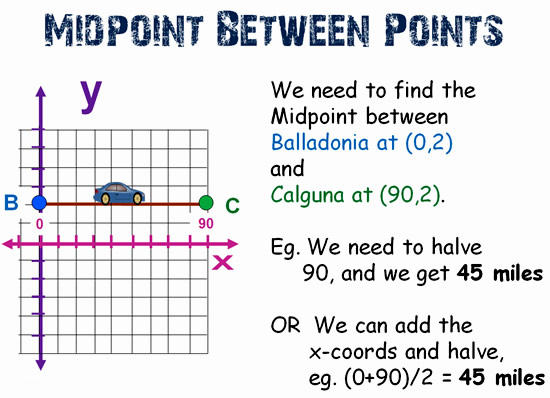 MIDPOINT BETWEEN POINTS
y
We need to find the
Midpoint between
Balladonia at (0,2)
and
Calguna at (90,2).
B
C
0
90
x
Eg. We need to halve
90, and we get 45 miles
OR We can add the
x-coords and halve,
eg. (0+90)/2 = 45 miles